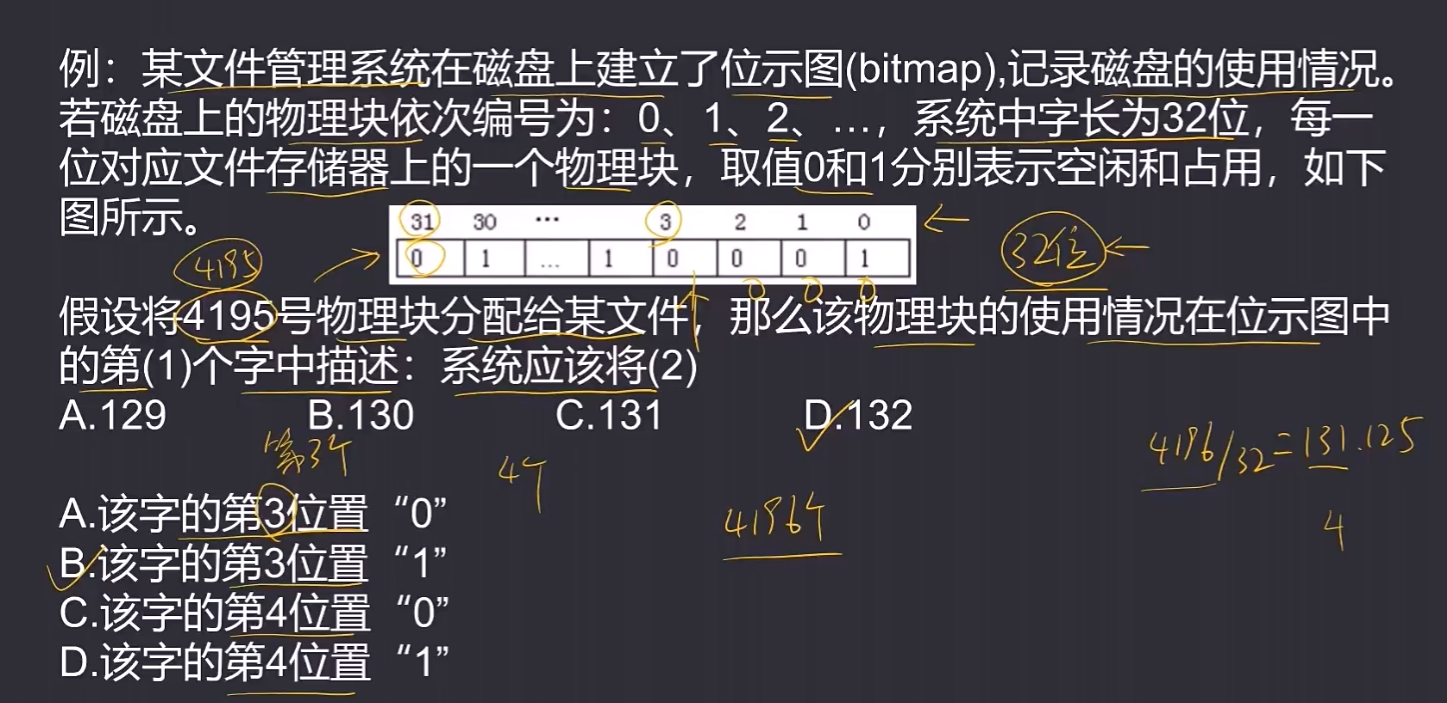 例：某文件管理系统在磁盘上建立了位示图(bitmap),记录磁盘的使用情况。
若磁盘上的物理块依次编号为：0、1、2、…，系统中字长为32位，每一
位对应文件存储器上的一个物理块，取值0和1分别表示空闲和占用，如下
图所示。
31 30 … 3 2 1 0
0 1 … 1 0 0 0 1
32位
4195
0 0 0
假设将4195号物理块分配给某文件，那么该物理块的使用情况在位示图中
的第(1)个字中描述：系统应该将(2)
A.129 B.130 C.131 D.132
第3个
4个
4196/32=131.125
4196个
4
A.该字的第3位置“0”
B.该字的第3位置“1”
C.该字的第4位置“0”
D.该字的第4位置“1”